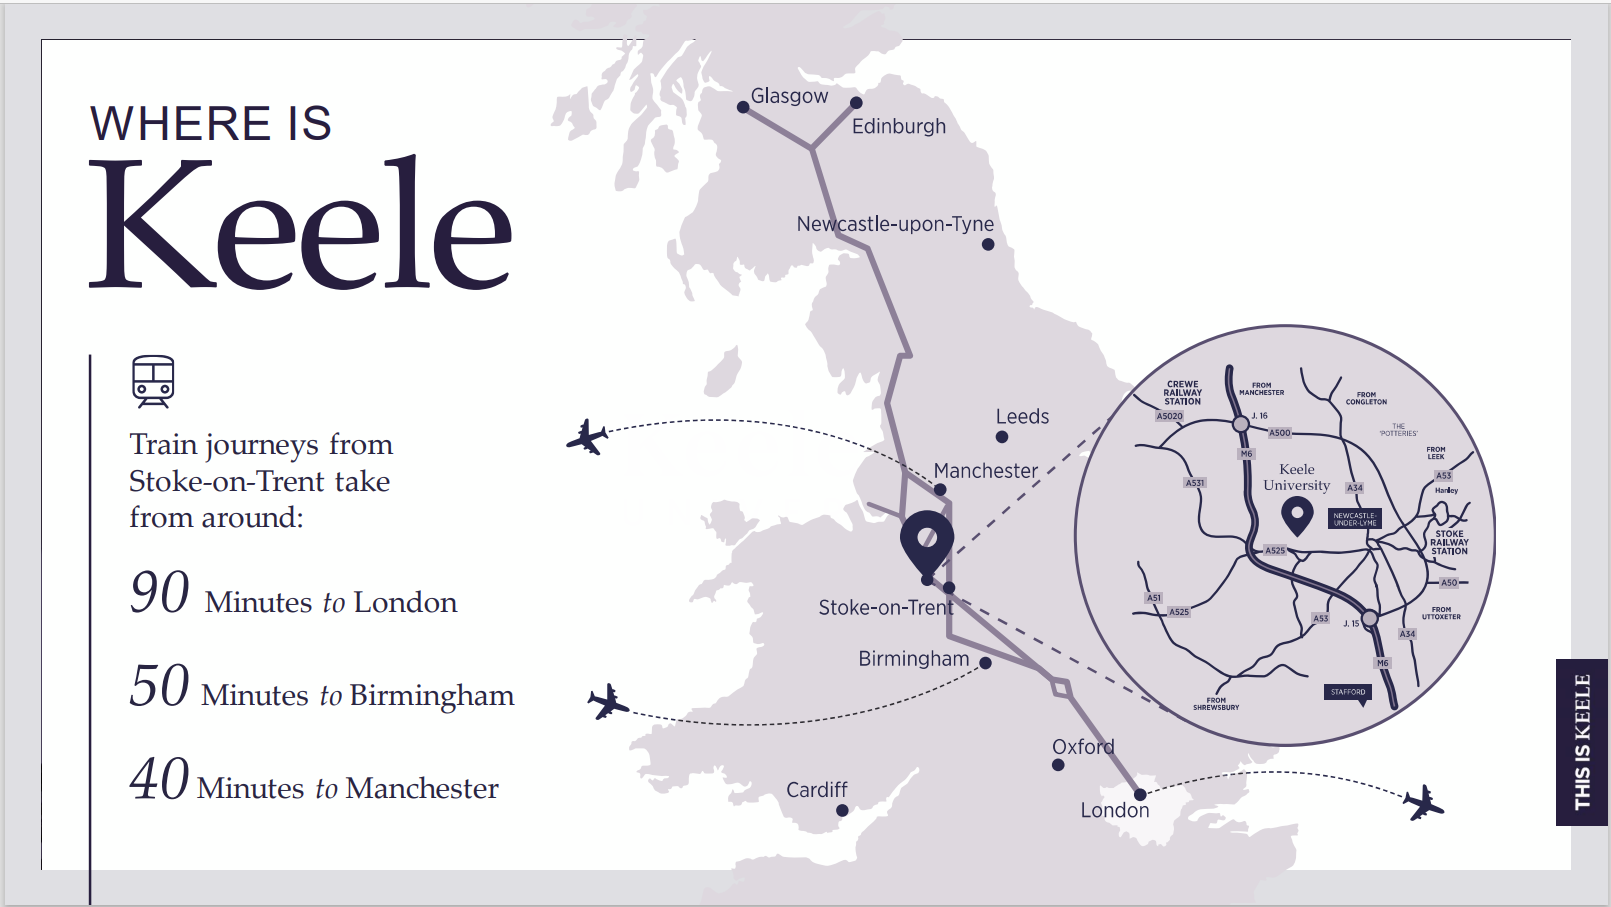 WHERE IS
Keele
Train journeys from
Stoke-on-Trent take
from around:
90 Minutes to London
50 Minutes to Birmingham
40 Minutes to Manchester
Glasgow
Edinburgh
Newcastle-upon-Tyne
Leeds
Manchester
Stoke-on-Trent
Birmingham
Oxford
Cardiff
London
CREWE
RAILWAY
STATION
FROM
MANCHESTER
FROM
CONGLETON
A5020
J. 16
A500
THE
'POTTERIES'
M6
FROM
LEEK
Keele
University
A531
A34
A53
Hanley
NEWCASTLE-
UNDER-LYME
STOKE
RAILWAY
STATION
A525
A50
A51
A525
A53
J. 15
FROM
UTTOXETER
A34
M6
STAFFORD
FROM
SHREWSBURY
THIS IS KEELE